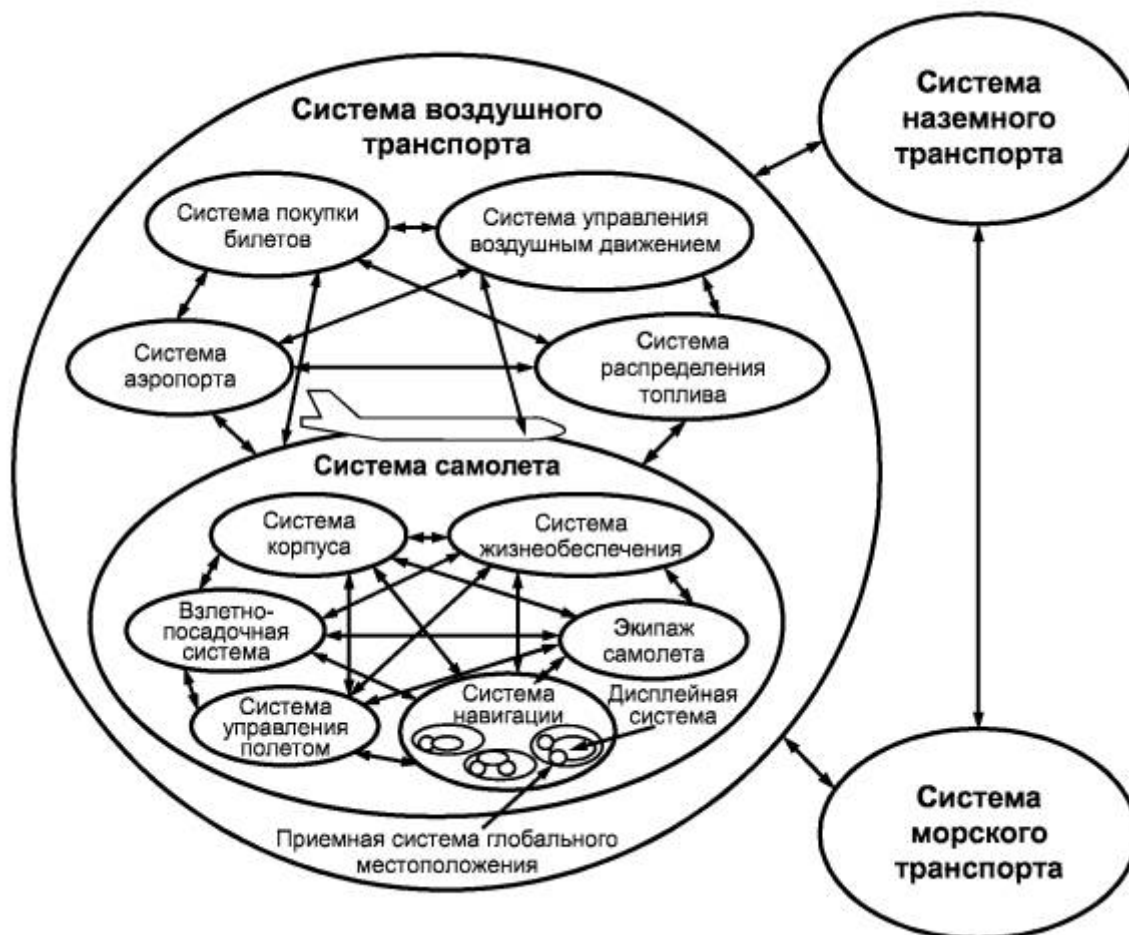 Система воздушного
транспорта
Система
наземного
транспорта
Система покупки
билетов
Система управления
воздушным движением
Система
аэропорта
Система
распределения
топлива
Система самолета
Система
корпуса
Система
жизнеобеспечения
Взлетно-
посадочная
система
Экипаж
самолета
Система
управления
полетом
Система
навигации
Дисплейная
система
Приемная система глобального
местоположения
Система
морского
транспорта